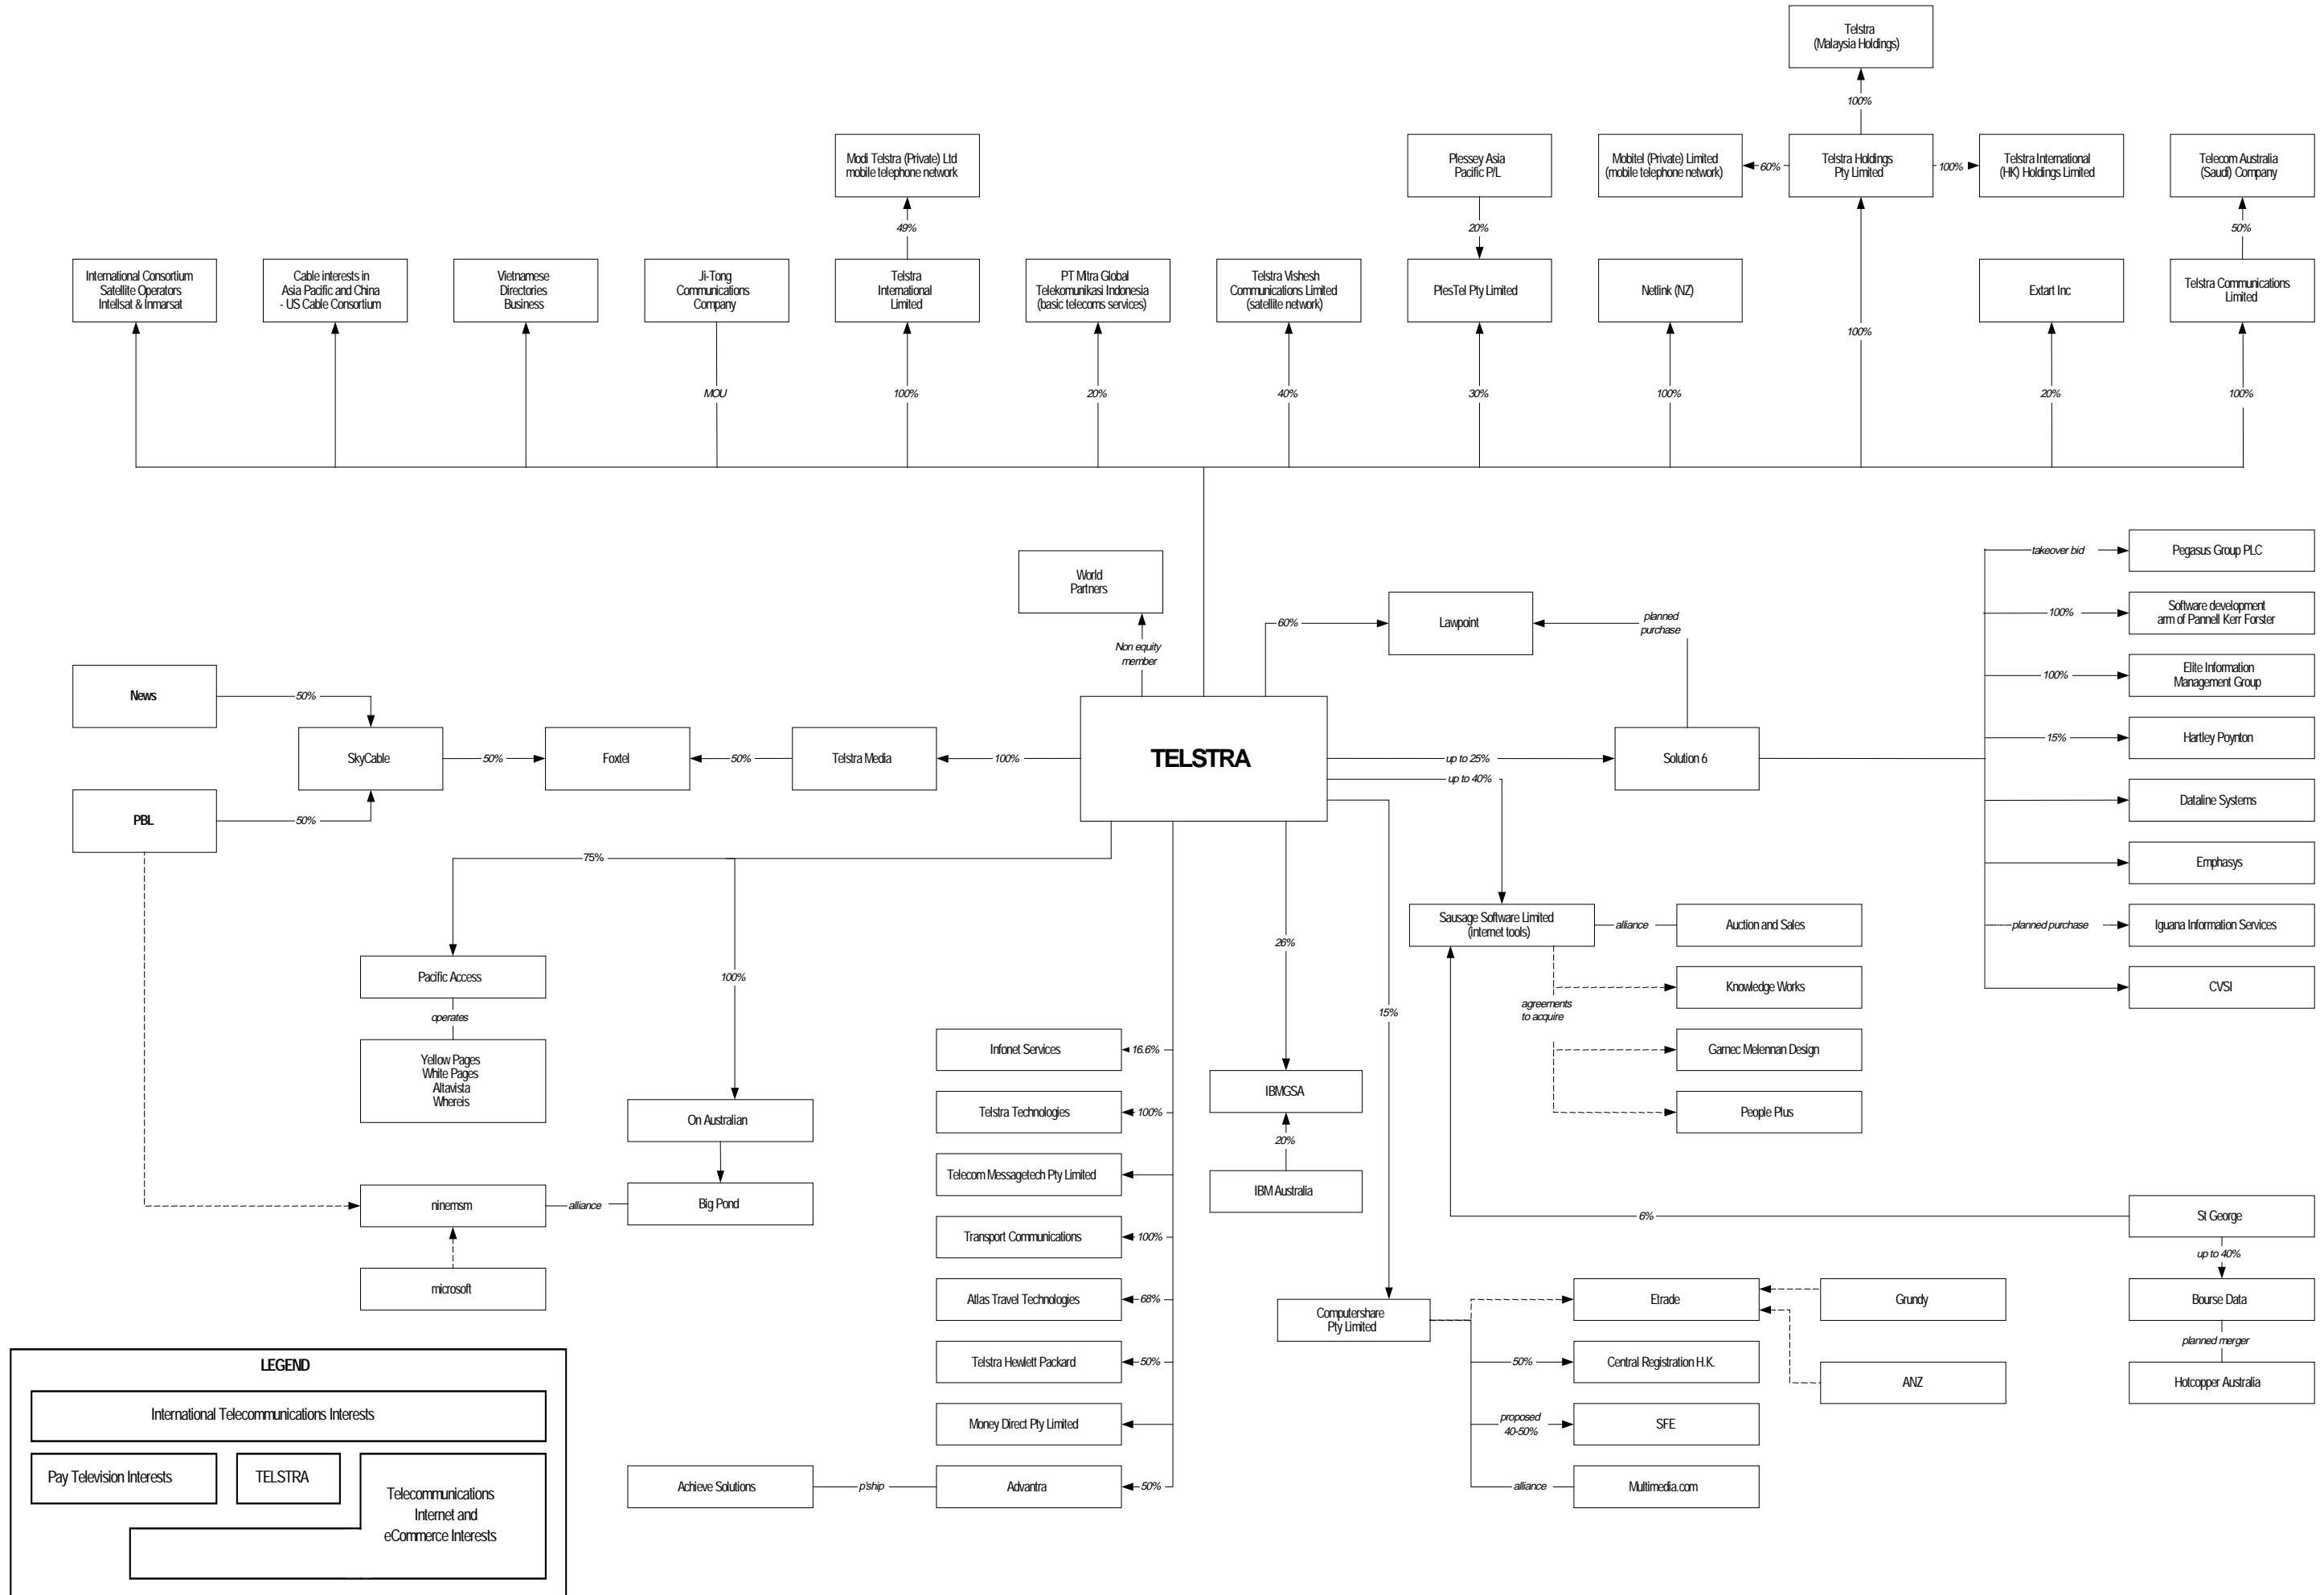 Telstra
(Malaysia Holdings)
100%
Modi Telstra (Private) Ltd
mobile telephone network
Plessey Asia
Pacific P/L
Mobitel (Private) Limited
(mobile telephone network)
60%
Telstra Holdings
Pty Limited
100%
Telstra International
(HK) Holdings Limited
Telecom Australia
(Saudi) Company
49%
20%
50%
International Consortium
Satellite Operators
Intellsat & Inmarsat
Cable interests in
Asia Pacific and China
- US Cable Consortium
Vietnamese
Directories
Business
Ji-Tong
Communications
Company
Telstra
International
Limited
PT Mitra Global
Telekomunikasi Indonesia
(basic telecoms services)
Telstra Vishesh
Communications Limited
(satellite network)
PlesTel Pty Limited
Netlink (NZ)
Extart Inc
Telstra Communications
Limited
100%
MOU
100%
20%
40%
30%
100%
20%
100%
World
Partners
Non equity
member
60%
Lawpoint
planned
purchase
takeover bid
Pegasus Group PLC
100%
Software development
arm of Pannell Kerr Forster
100%
Elite Information
Management Group
15%
Hartley Poynton
Dataline Systems
Emphasys
planned purchase
Iguana Information Services
CVSI
News
50%
SkyCable
50%
Foxtel
50%
Telstra Media
100%
TELSTRA
up to 25%
Solution 6
up to 40%
PBL
50%
75%
Pacific Access
operates
Yellow Pages
White Pages
Altavista
Whereis
100%
On Australian
Big Pond
alliance
ninemsm
microsoft
26%
IBMGSA
20%
IBM Australia
15%
Sausage Software Limited
(internet tools)
alliance
Auction and Sales
Knowledge Works
agreements
to acquire
Garnec Melennan Design
People Plus
Infonet Services
16.6%
Telstra Technologies
100%
Telecom Messagetech Pty Limited
Transport Communications
100%
Atlas Travel Technologies
68%
Telstra Hewlett Packard
50%
Money Direct Pty Limited
Achieve Solutions
p'ship
Advantra
50%
6%
St George
up to 40%
Bourse Data
planned merger
Hotcopper Australia
Computershare
Pty Limited
Etrade
Grundy
50%
Central Registration H.K.
ANZ
proposed
40-50%
SFE
alliance
Multimedia.com
LEGEND
International Telecommunications Interests
Pay Television Interests
TELSTRA
Telecommunications
Internet and
eCommerce Interests